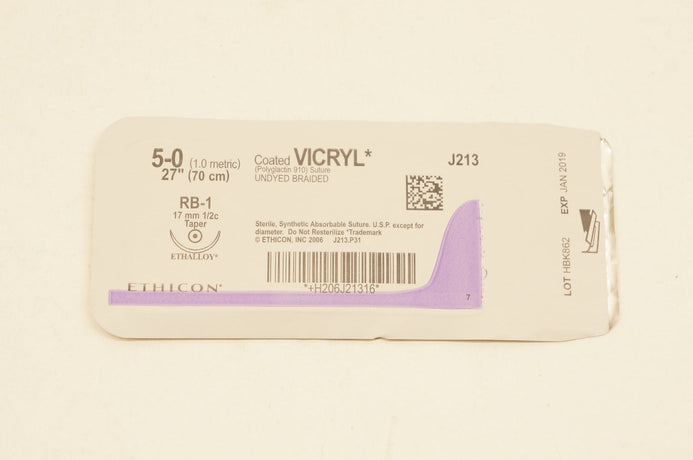 5-0 (1.0 metric)
27" (70 cm)
RB-1
17 mm 1/2c
Taper
ETHALLOY*
ETHICON*
Coated VICRYL*
(Polyglactin 910) Suture
UNDYED BRAIDED
J213
Sterile, Synthetic Absorbable Suture. U.S.P. except for
diameter. Do Not Resterilize *Trademark
© ETHICON, INC 2006 J213.P31
*+H206J21316*
7
LOT HBK862 EXP JAN 2019